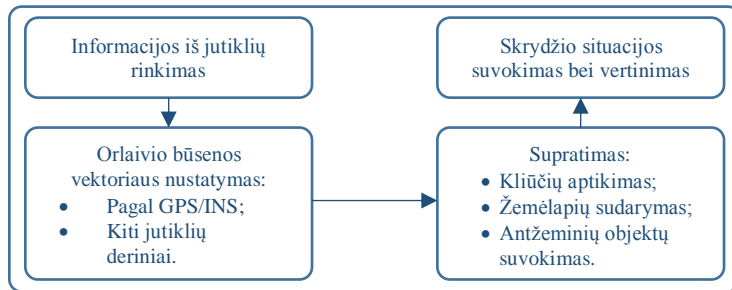 Informacijos iš jutiklių
rinkimas
Orlaivio būsenos
vektoriaus nustatymas:
• Pagal GPS/INS;
• Kiti jutiklių
deriniai.
Skrydžio situacijos
suvokimas bei vertinimas
Supratimas:
• Kliūčių aptikimas;
• Žemėlapių sudarymas;
• Antžeminių objektų
suvokimas.